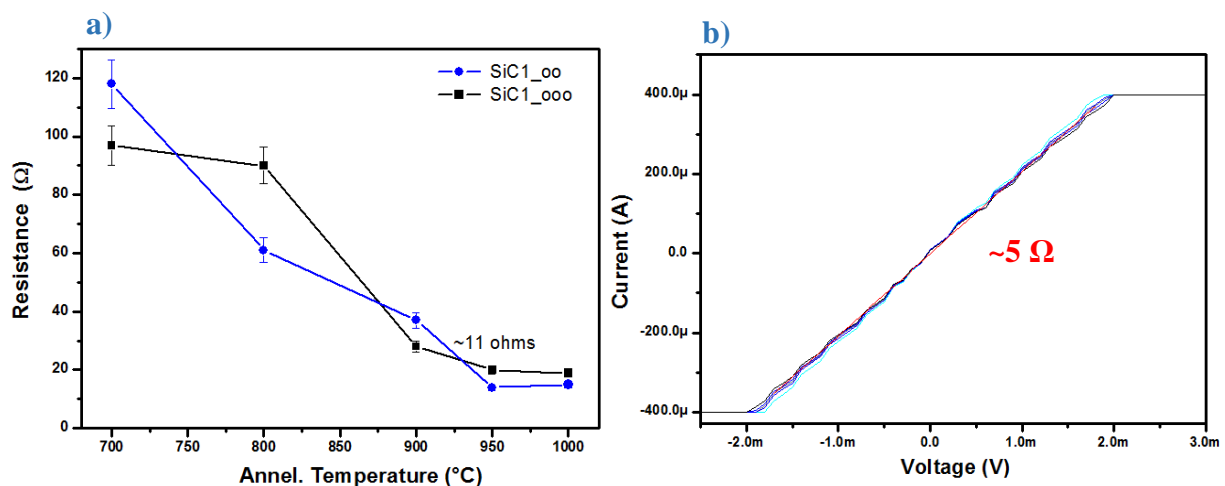 a)
SiC1_oo
SiC1_ooo
~11 ohms
Resistance (Ω)
120
100
80
60
40
20
0
700
750
800
850
900
950
1000
Annel. Temperature (°C)
b)
~5 Ω
Current (A)
400.0µ
200.0µ
0.0
-200.0µ
-400.0µ
-2.0m
-1.0m
0.0
1.0m
2.0m
3.0m
Voltage (V)